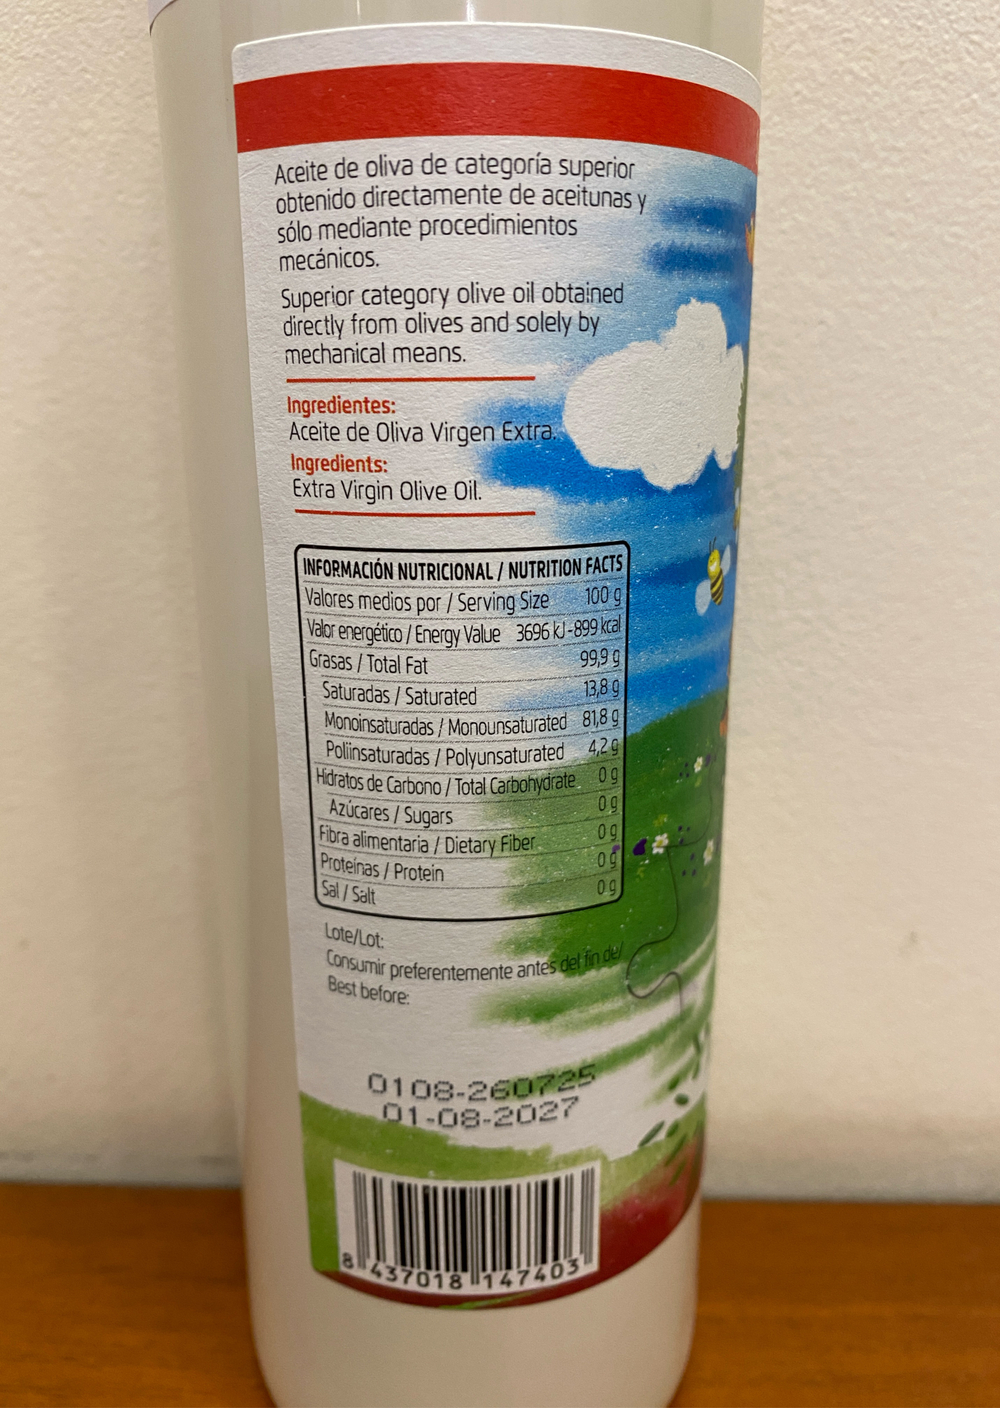 Aceite de oliva de categoría superior
obtenido directamente de aceitunas y
sólo mediante procedimientos
mecánicos.
Superior category olive oil obtained
directly from olives and solely by
mechanical means.
Ingredientes:
Aceite de Oliva Virgen Extra.
Ingredients:
Extra Virgin Olive Oil.
INFORMACIÓN NUTRICIONAL / NUTRITION FACTS
Valores medios por / Serving Size 100 g
Valor energético / Energy Value 3696 kJ-899 kcal
Grasas / Total Fat 99,9 g
Saturadas / Saturated 13,8 g
Monoinsaturadas / Monounsaturated 81,8 g
Poliinsaturadas / Polyunsaturated 4,2 g
Hidratos de Carbono / Total Carbohydrate 0 g
Azúcares / Sugars 0 g
Fibra alimentaria / Dietary Fiber 0 g
Proteínas / Protein 0 g
Sal / Salt 0 g
Lote/Lot:
Consumir preferentemente antes del fin de/
Best before:
0108-260725
01-08-2027
8 437018 147403